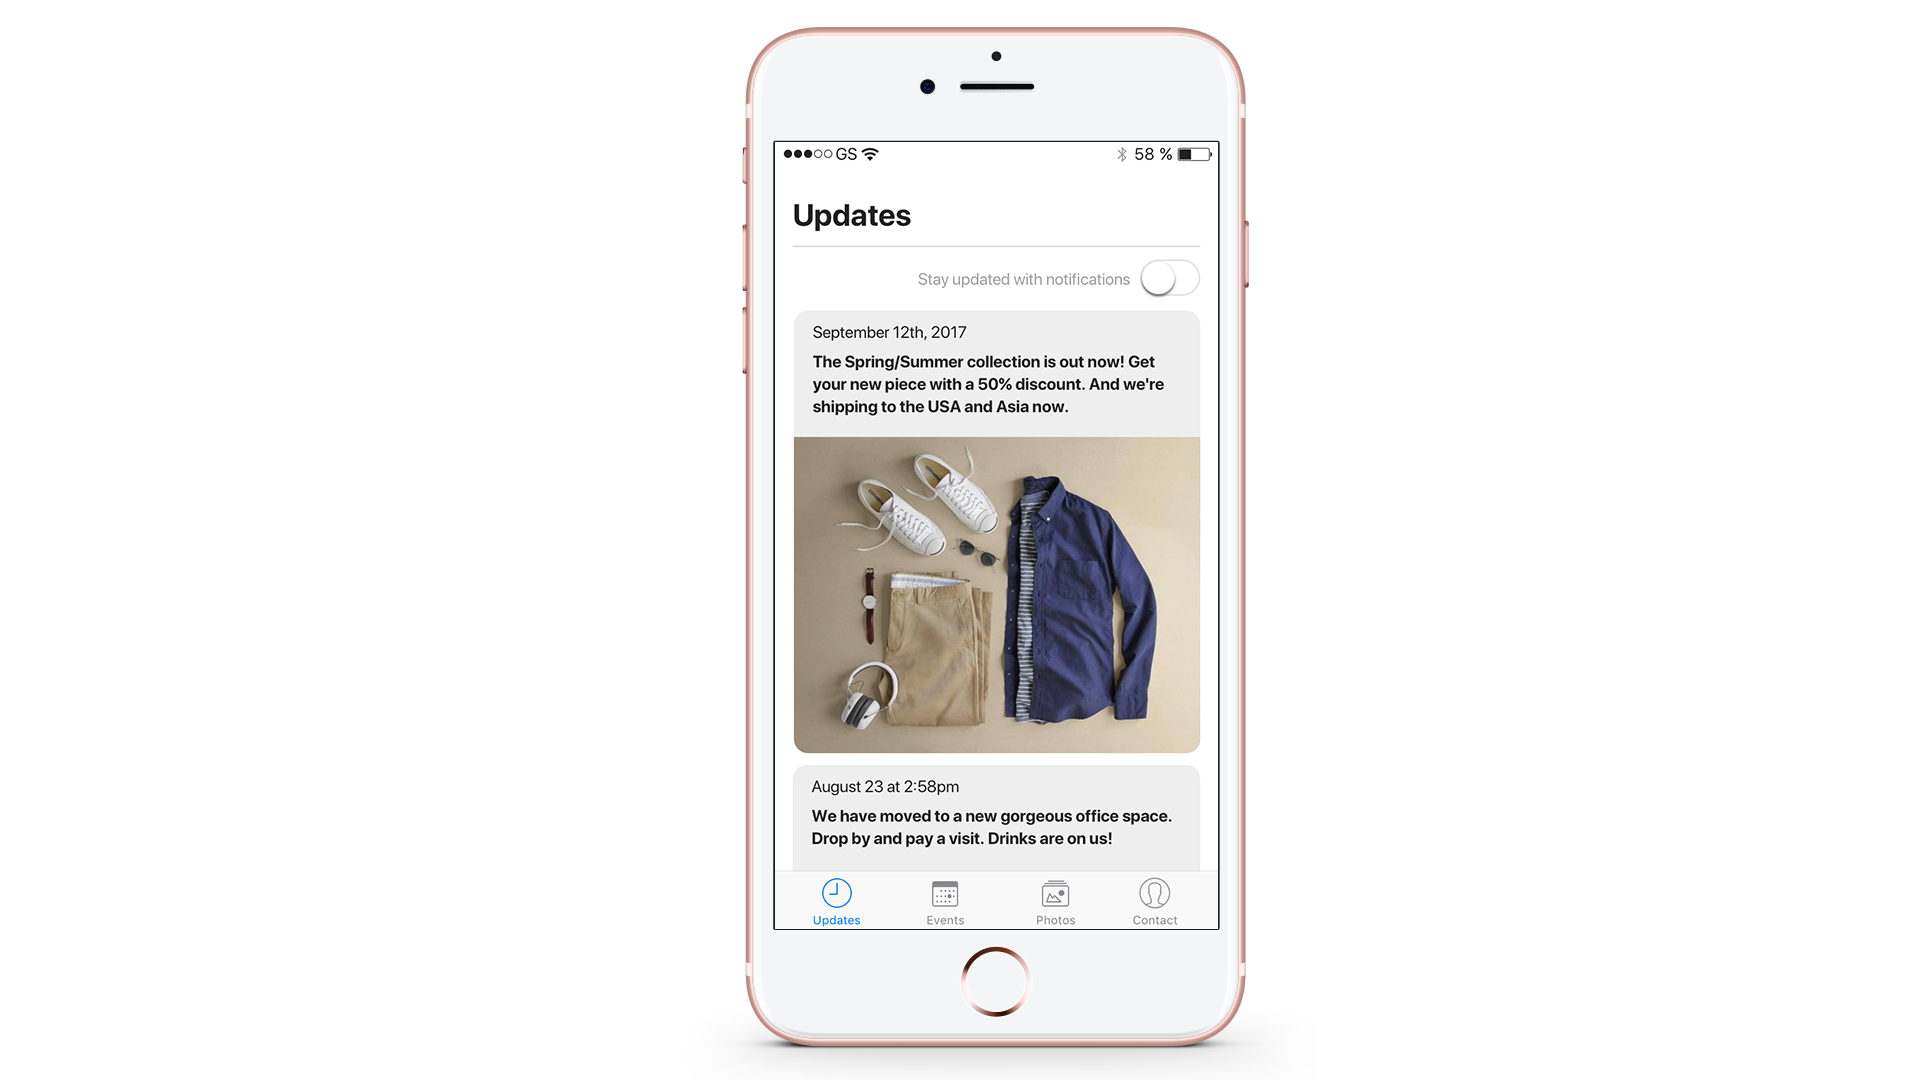 GS
58 %
Updates
Stay updated with notifications
September 12th, 2017
The Spring/Summer collection is out now! Get
your new piece with a 50% discount. And we're
shipping to the USA and Asia now.
August 23 at 2:58pm
We have moved to a new gorgeous office space.
Drop by and pay a visit. Drinks are on us!
Updates
Events
Photos
Contact